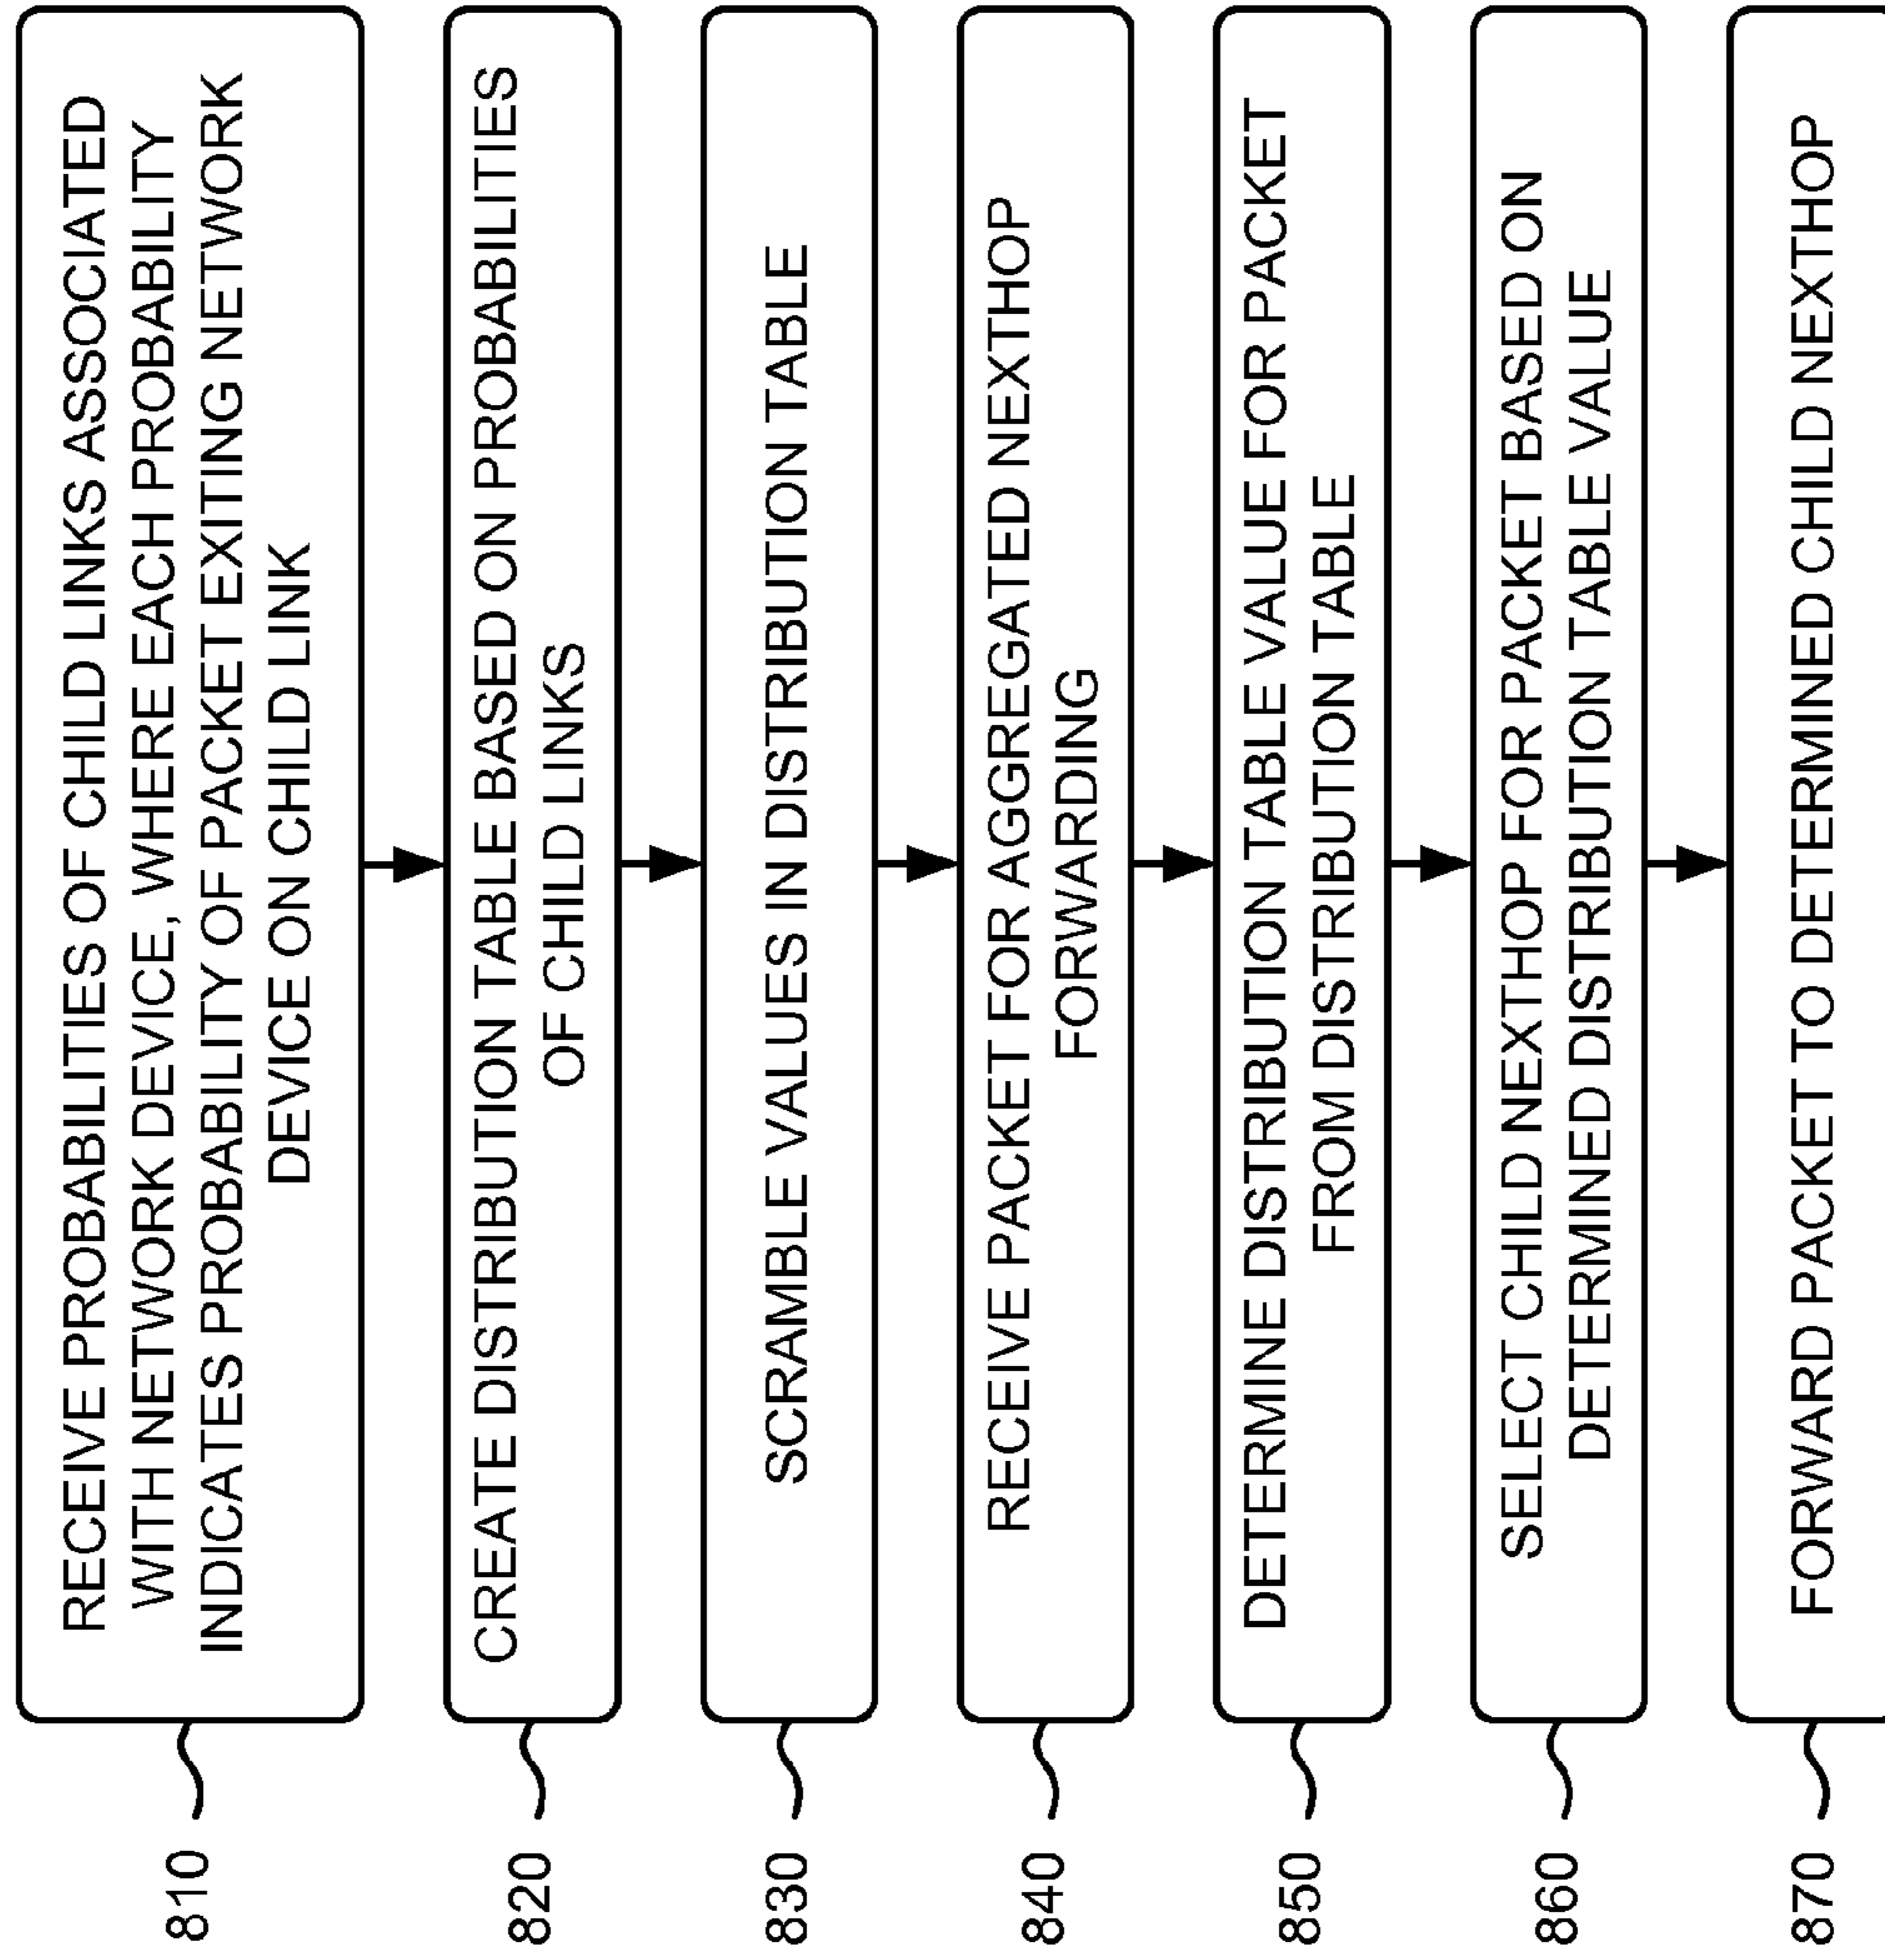 810
RECEIVE PROBABILITIES OF CHILD LINKS ASSOCIATED
WITH NETWORK DEVICE, WHERE EACH PROBABILITY
INDICATES PROBABILITY OF PACKET EXITING NETWORK
DEVICE ON CHILD LINK
820
CREATE DISTRIBUTION TABLE BASED ON PROBABILITIES
OF CHILD LINKS
830
SCRAMBLE VALUES IN DISTRIBUTION TABLE
840
RECEIVE PACKET FOR AGGREGATED NEXTHOP
FORWARDING
850
DETERMINE DISTRIBUTION TABLE VALUE FOR PACKET
FROM DISTRIBUTION TABLE
860
SELECT CHILD NEXTHOP FOR PACKET BASED ON
DETERMINED DISTRIBUTION TABLE VALUE
870
FORWARD PACKET TO DETERMINED CHILD NEXTHOP